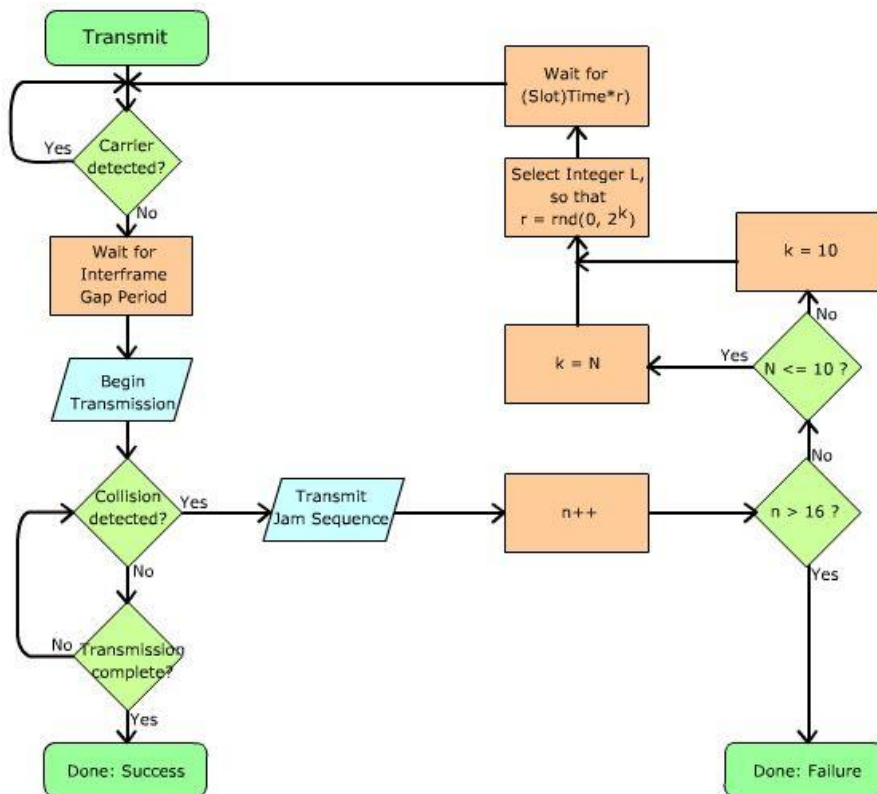 Transmit
Carrier
detected?
Yes
No
Wait for
Interframe
Gap Period
Begin
Transmission
Collision
detected?
Yes
No
Transmission
complete?
No
Yes
Done: Success
Transmit
Jam Sequence
n++
n > 16 ?
No
Yes
Done: Failure
N <= 10 ?
Yes
No
k = N
k = 10
Select Integer L,
so that
r = rnd(0, 2^k)
Wait for
(Slot)Time*r)